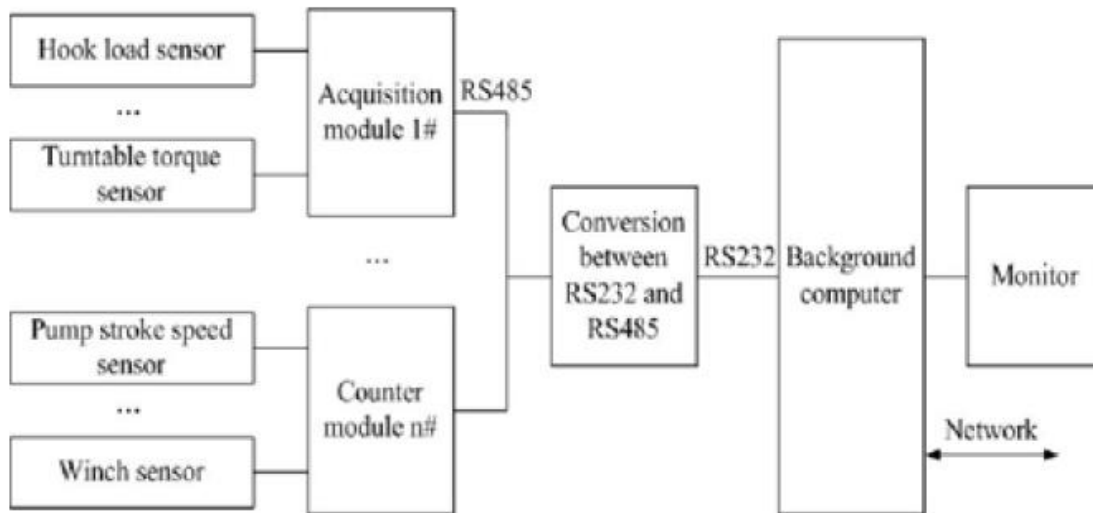 Hook load sensor
...
Turntable torque
sensor
Acquisition
module 1#
RS485
...
Pump stroke speed
sensor
...
Winch sensor
Counter
module n#
Conversion
between
RS232 and
RS485
RS232
Background
computer
Monitor
Network